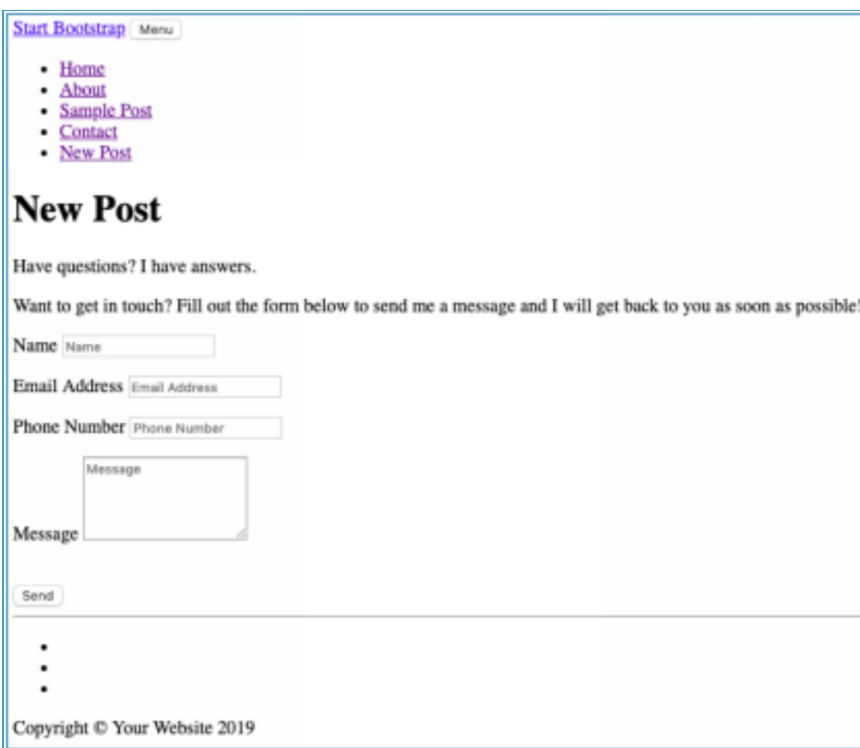 Start Bootstrap Menu
Home
About
Sample Post
Contact
New Post
New Post
Have questions? I have answers.
Want to get in touch? Fill out the form below to send me a message and I will get back to you as soon as possible!
Name Name
Email Address Email Address
Phone Number Phone Number
Message
Message
Send
Copyright © Your Website 2019